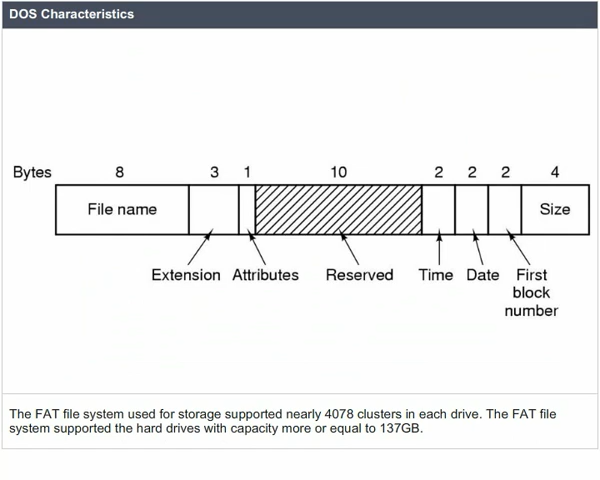 DOS Characteristics
Bytes 8 3 1 10 2 2 2 4
File name Size
Extension Attributes Reserved Time Date First
block
number
The FAT file system used for storage supported nearly 4078 clusters in each drive. The FAT file
system supported the hard drives with capacity more or equal to 137GB.